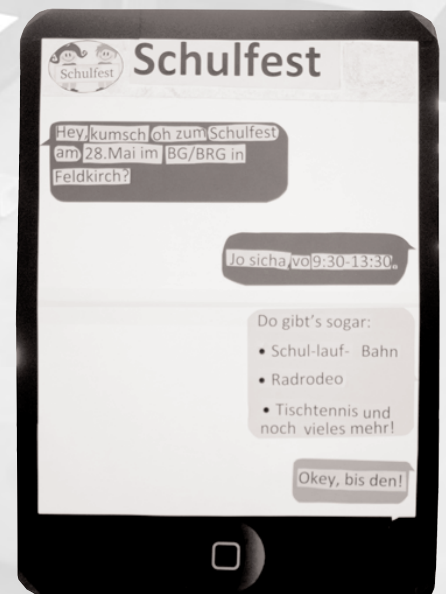 Schulfest
Schulfest
Hey, kumsch oh zum Schulfest
am 28.Mai im BG/BRG in
Feldkirch?
Jo sicha, vo 9:30-13:30.
Do gibt's sogar:
• Schul-lauf- Bahn
• Radrodeo
• Tischtennis und
noch vieles mehr!
Okey, bis den!